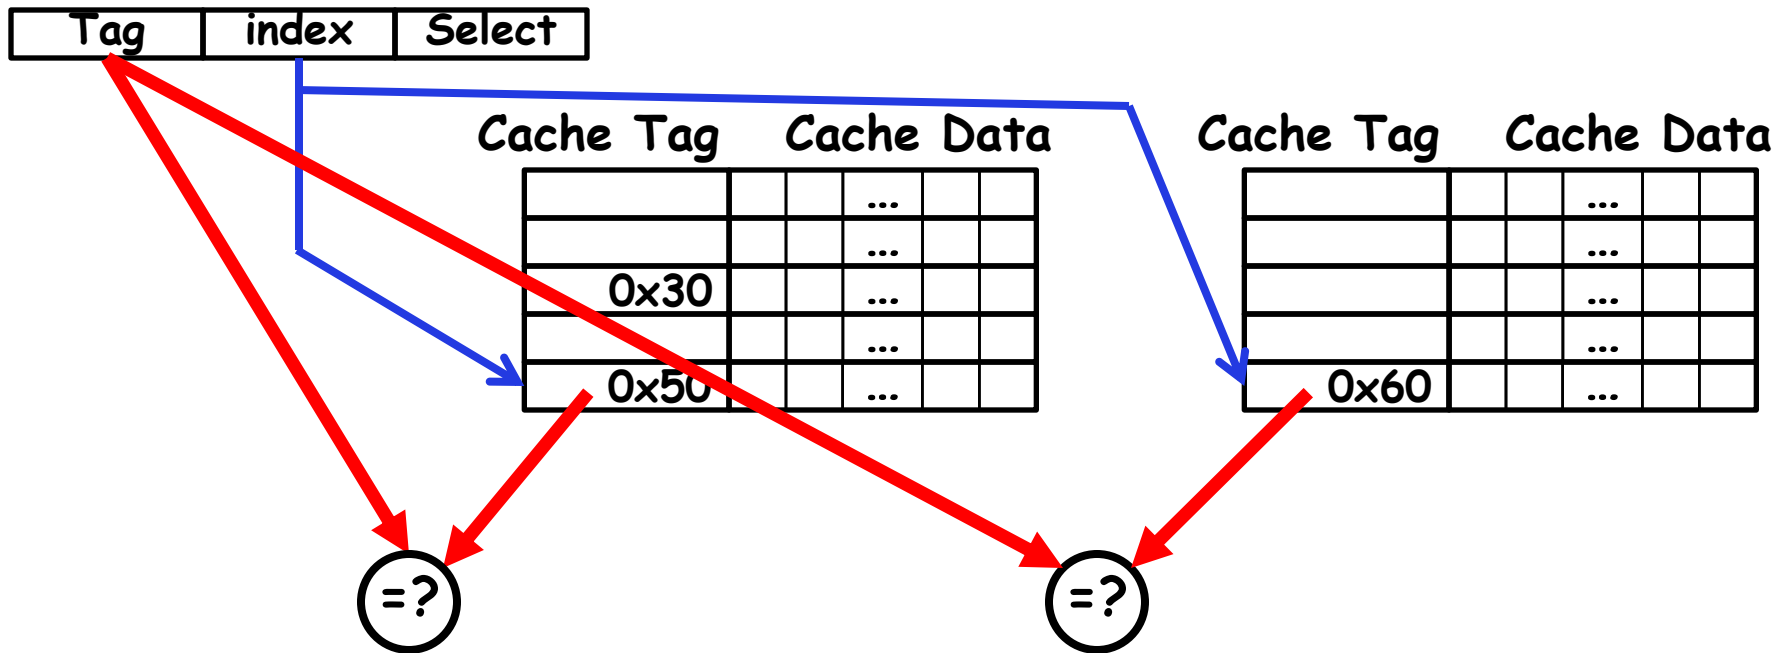 Tag index Select
Cache Tag Cache Data Cache Tag Cache Data
... ...
... ...
0x30 ... ...
... ...
0x50 ... 0x60 ...
=? =?